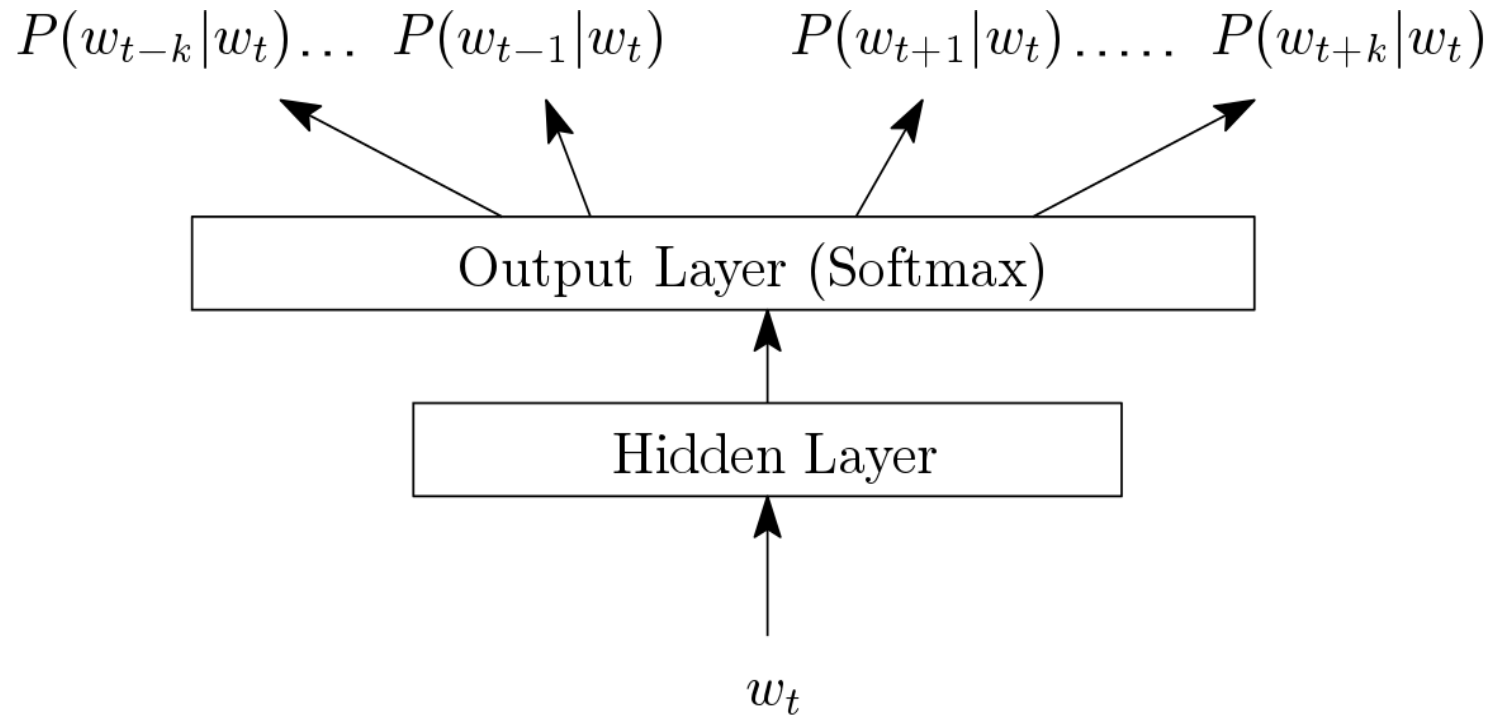 P(w_{t-k}|w_t)... P(w_{t-1}|w_t) P(w_{t+1}|w_t)..... P(w_{t+k}|w_t)
Output Layer (Softmax)
Hidden Layer
w_t